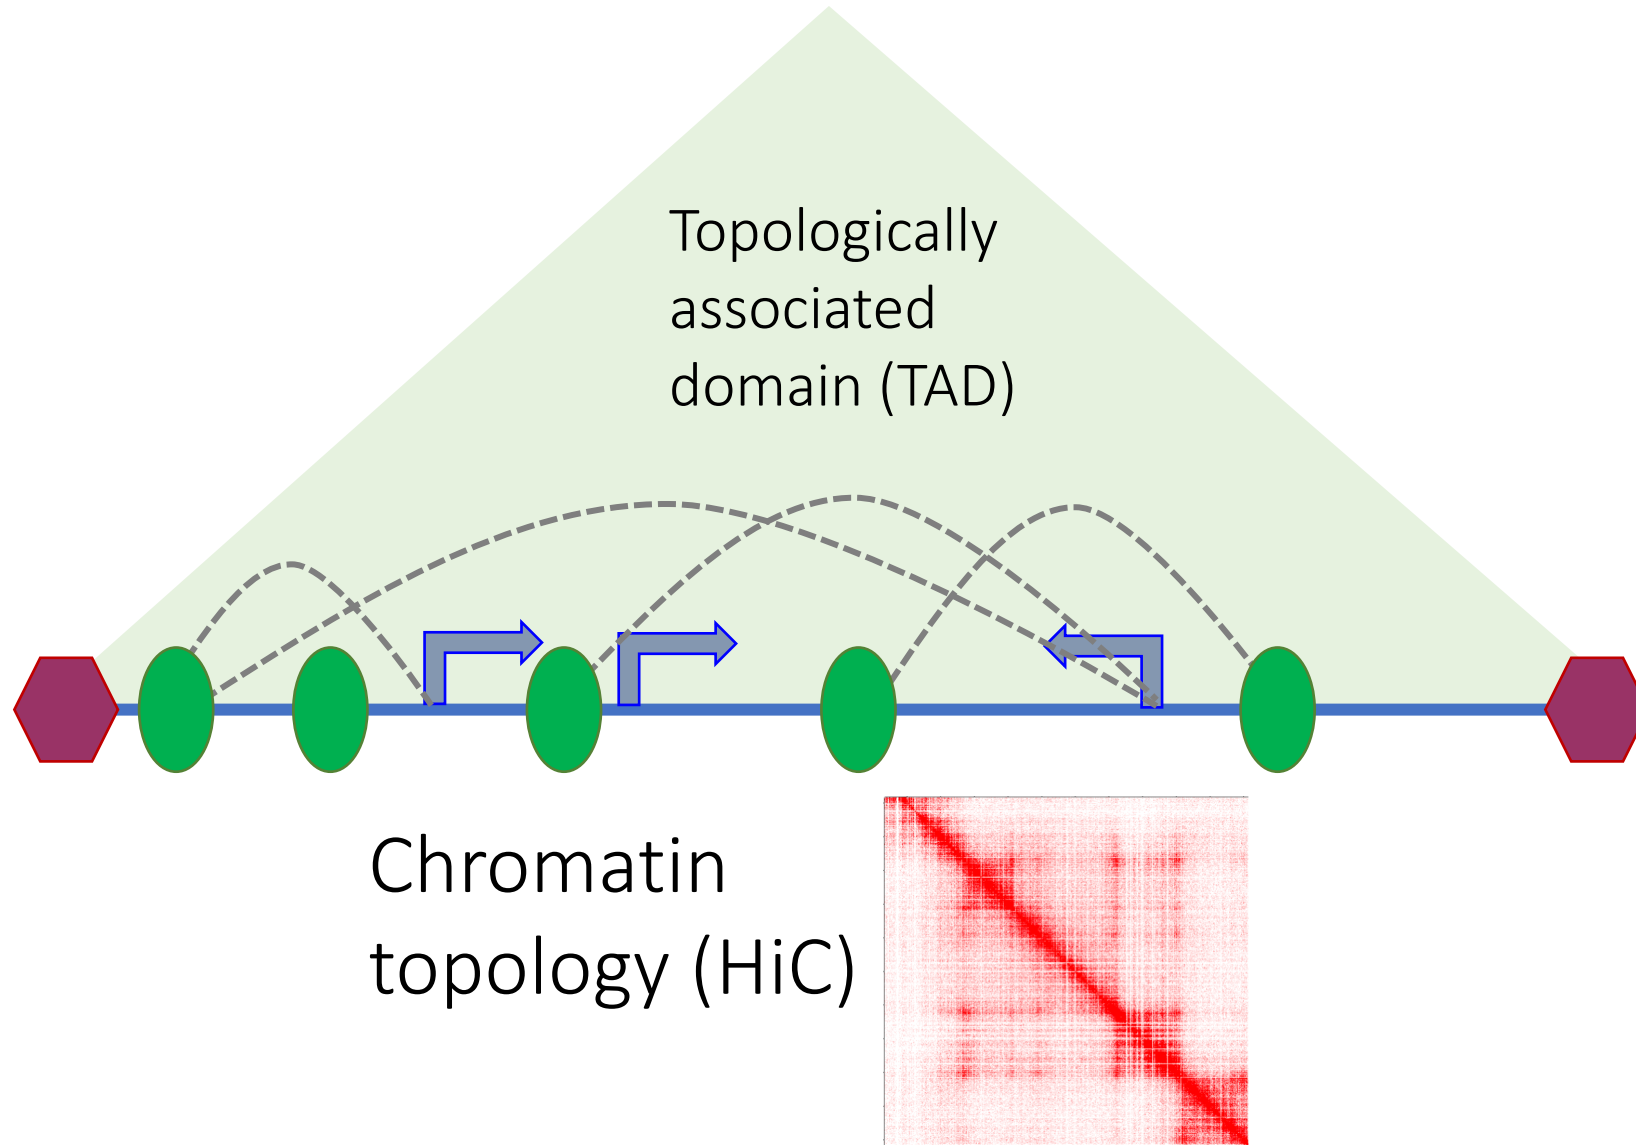 Topologically
associated
domain (TAD)
Chromatin
topology (HiC)